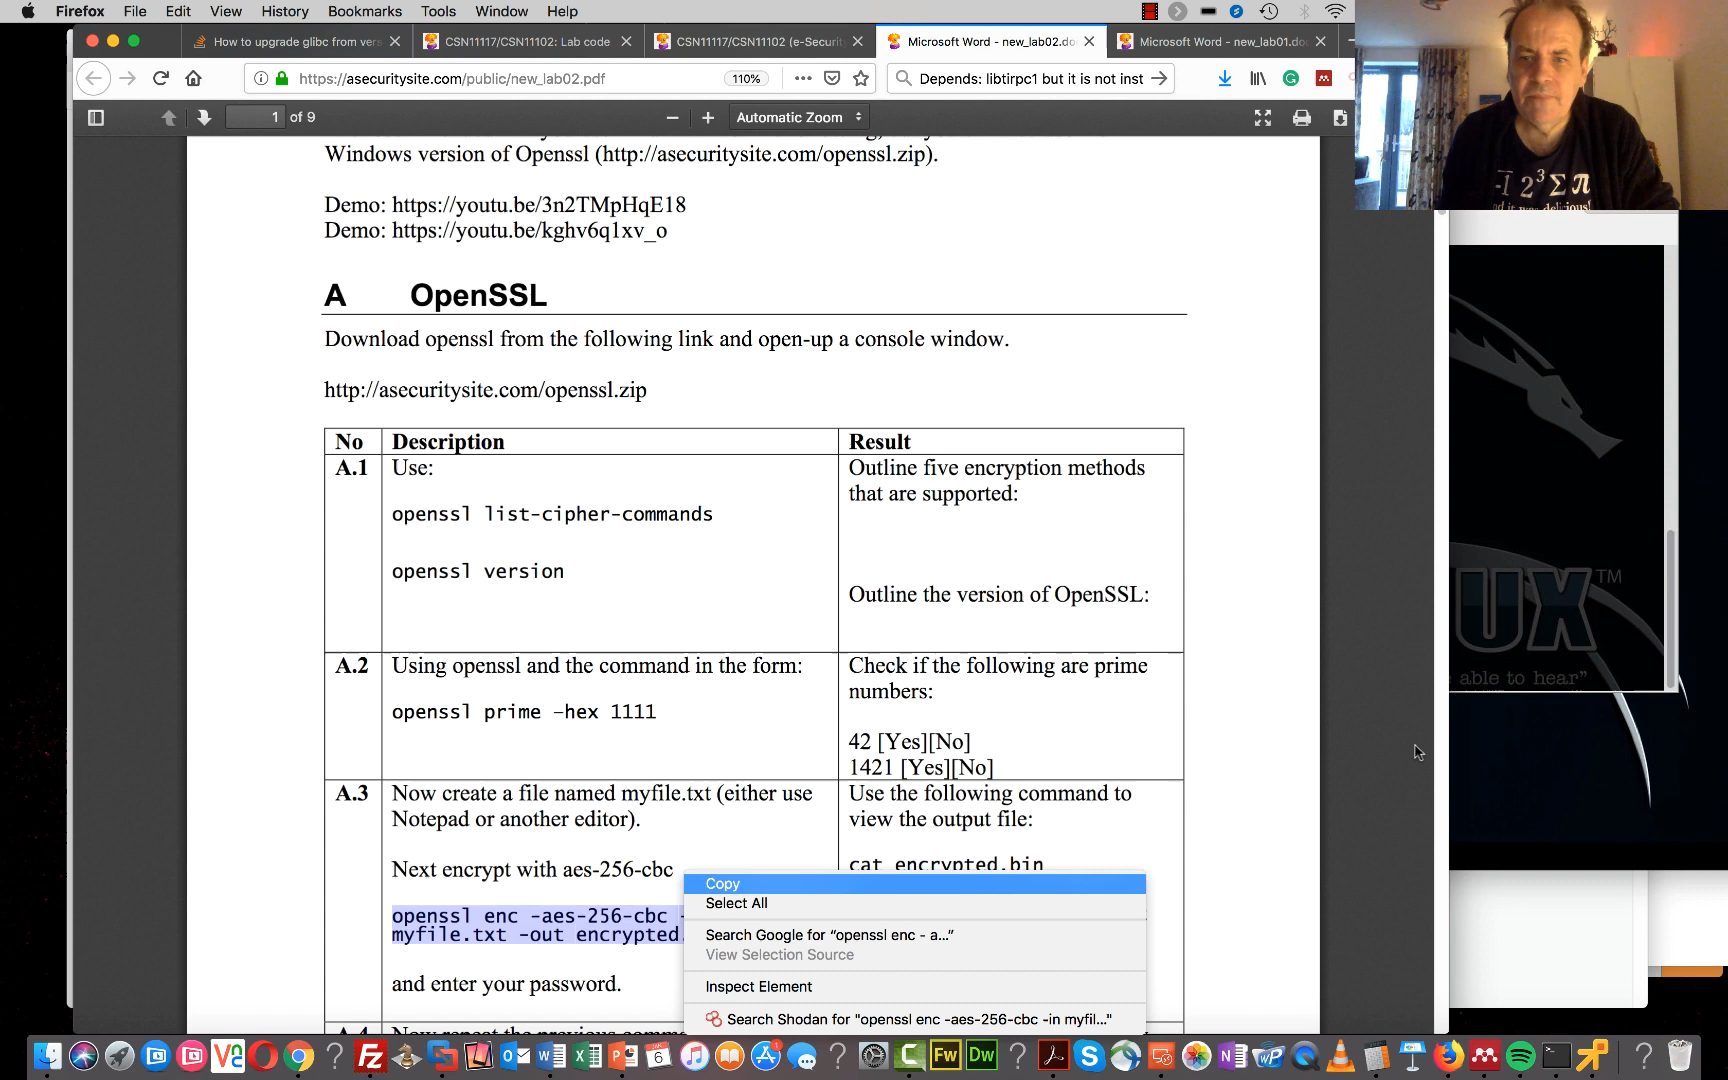 Firefox File Edit View History Bookmarks Tools Window Help
How to upgrade glibc from vers
CSN11117/CSN11102: Lab code
CSN11117/CSN11102 (e-Securit
Microsoft Word - new_lab02.do
Microsoft Word - new_lab01.do
https://asecuritysite.com/public/new_lab02.pdf
110%
Depends: libtirpc1 but it is not inst
1 of 9
Automatic Zoom
Windows version of Openssl (http://asecuritysite.com/openssl.zip).
Demo: https://youtu.be/3n2TMpHqE18
Demo: https://youtu.be/kghv6q1xv_o
A OpenSSL
Download openssl from the following link and open-up a console window.
http://asecuritysite.com/openssl.zip
No Description Result
A.1 Use:
openssl list-cipher-commands
openssl version
Outline five encryption methods
that are supported:
Outline the version of OpenSSL:
A.2 Using openssl and the command in the form:
openssl prime –hex 1111
Check if the following are prime
numbers:
42 [Yes][No]
1421 [Yes][No]
A.3 Now create a file named myfile.txt (either use
Notepad or another editor).
Next encrypt with aes-256-cbc
openssl enc -aes-256-cbc -
myfile.txt -out encrypted.
and enter your password.
Use the following command to
view the output file:
cat encrypted.bin
Copy
Select All
Search Google for “openssl enc - a...”
View Selection Source
Inspect Element
Search Shodan for "openssl enc -aes-256-cbc -in myfil..."
-1 2³ Σ π
UX™
able to hear"